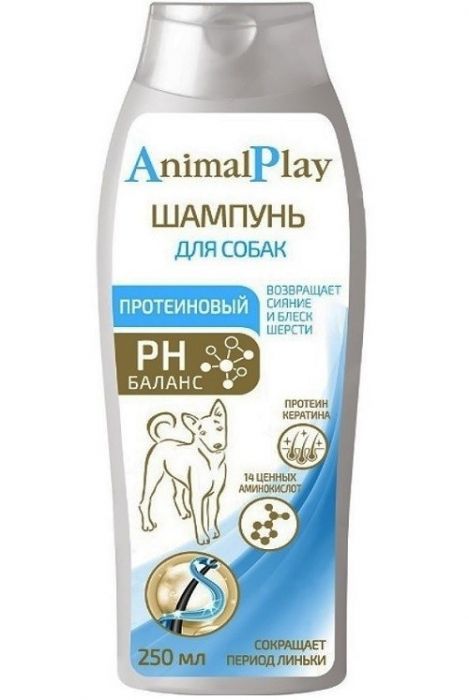 AnimalPlay
ШАМПУНЬ
ДЛЯ СОБАК
ПРОТЕИНОВЫЙ
ВОЗВРАЩАЕТ
СИЯНИЕ
И БЛЕСК
ШЕРСТИ
PH
БАЛАНС
ПРОТЕИН
КЕРАТИНА
14 ЦЕННЫХ
АМИНОКИСЛОТ
250 МЛ
СОКРАЩАЕТ
ПЕРИОД ЛИНЬКИ